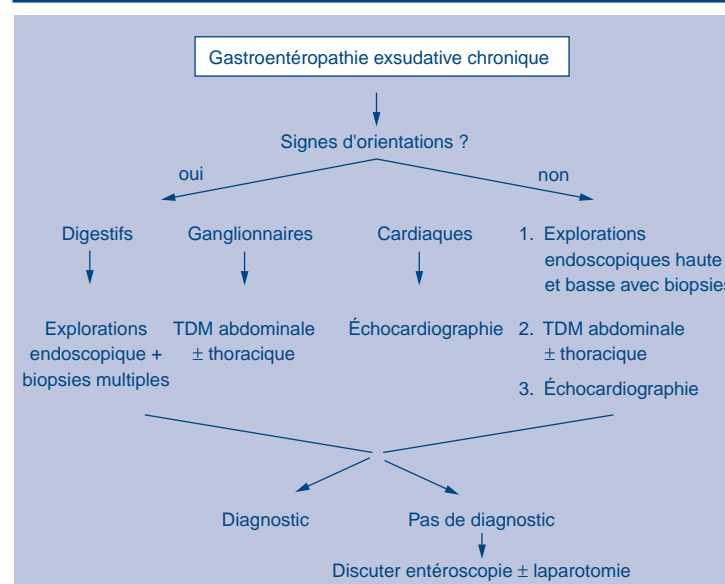 Gastroentéropathie exsudative chronique
Signes d'orientations ?
oui
non
Digestifs
Ganglionnaires
Cardiaques
1. Explorations
endoscopiques haute
et basse avec biopsies
Explorations
endoscopique +
biopsies multiples
TDM abdominale
± thoracique
Échocardiographie
2. TDM abdominale
± thoracique
3. Échocardiographie
Diagnostic
Pas de diagnostic
Discuter entéroscopie ± laparotomie